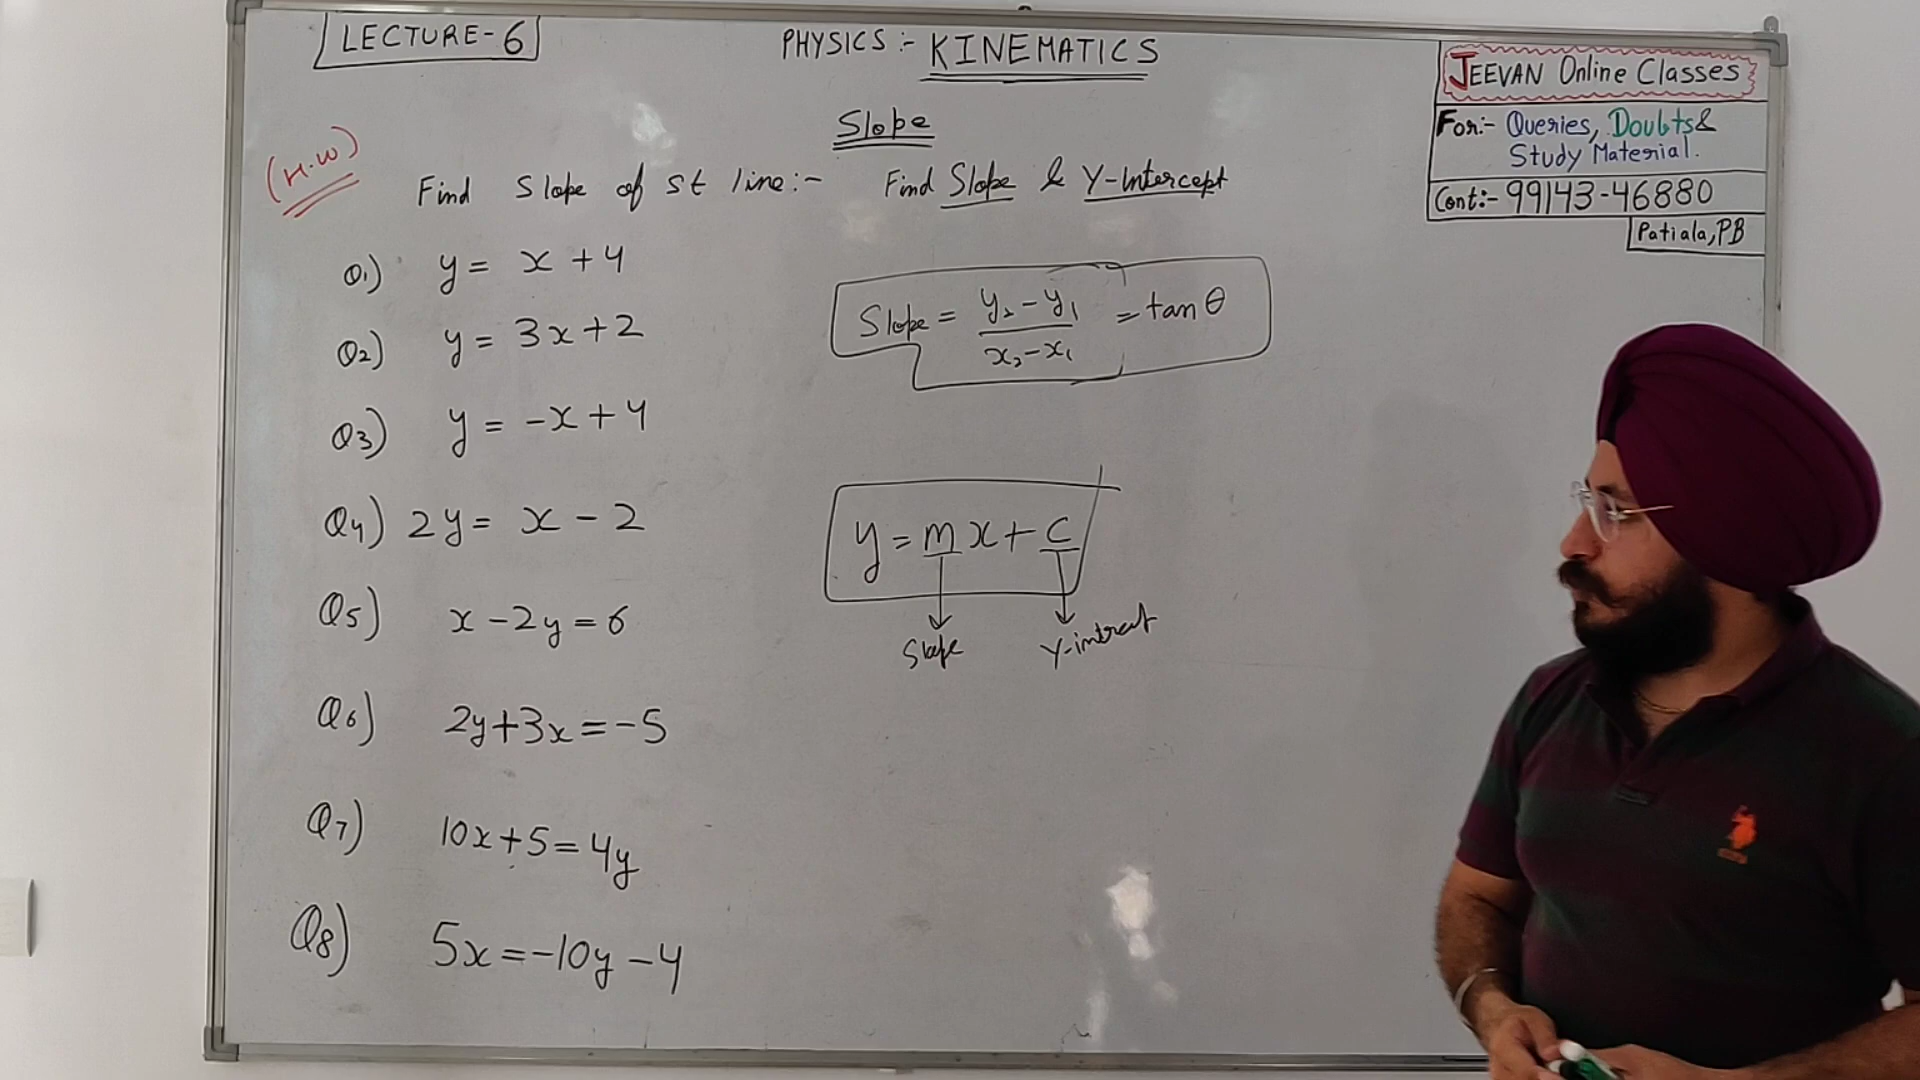 LECTURE-6
PHYSICS:- KINEMATICS
JEEVAN Online Classes
For:- Queries, Doubts &
Study Material.
Cont:- 99143-46880
Patiala, PB
Slope
(H.W)
Find Slope of st line:- Find Slope & Y-Intercept
Q1) y = x + 4
Q2) y = 3x + 2
Q3) y = -x + 4
Q4) 2y = x - 2
Q5) x - 2y = 6
Q6) 2y + 3x = -5
Q7) 10x + 5 = 4y
Q8) 5x = -10y - 4
Slope = y₂ - y₁ / x₂ - x₁ = tan θ
y = mx + c
Slope